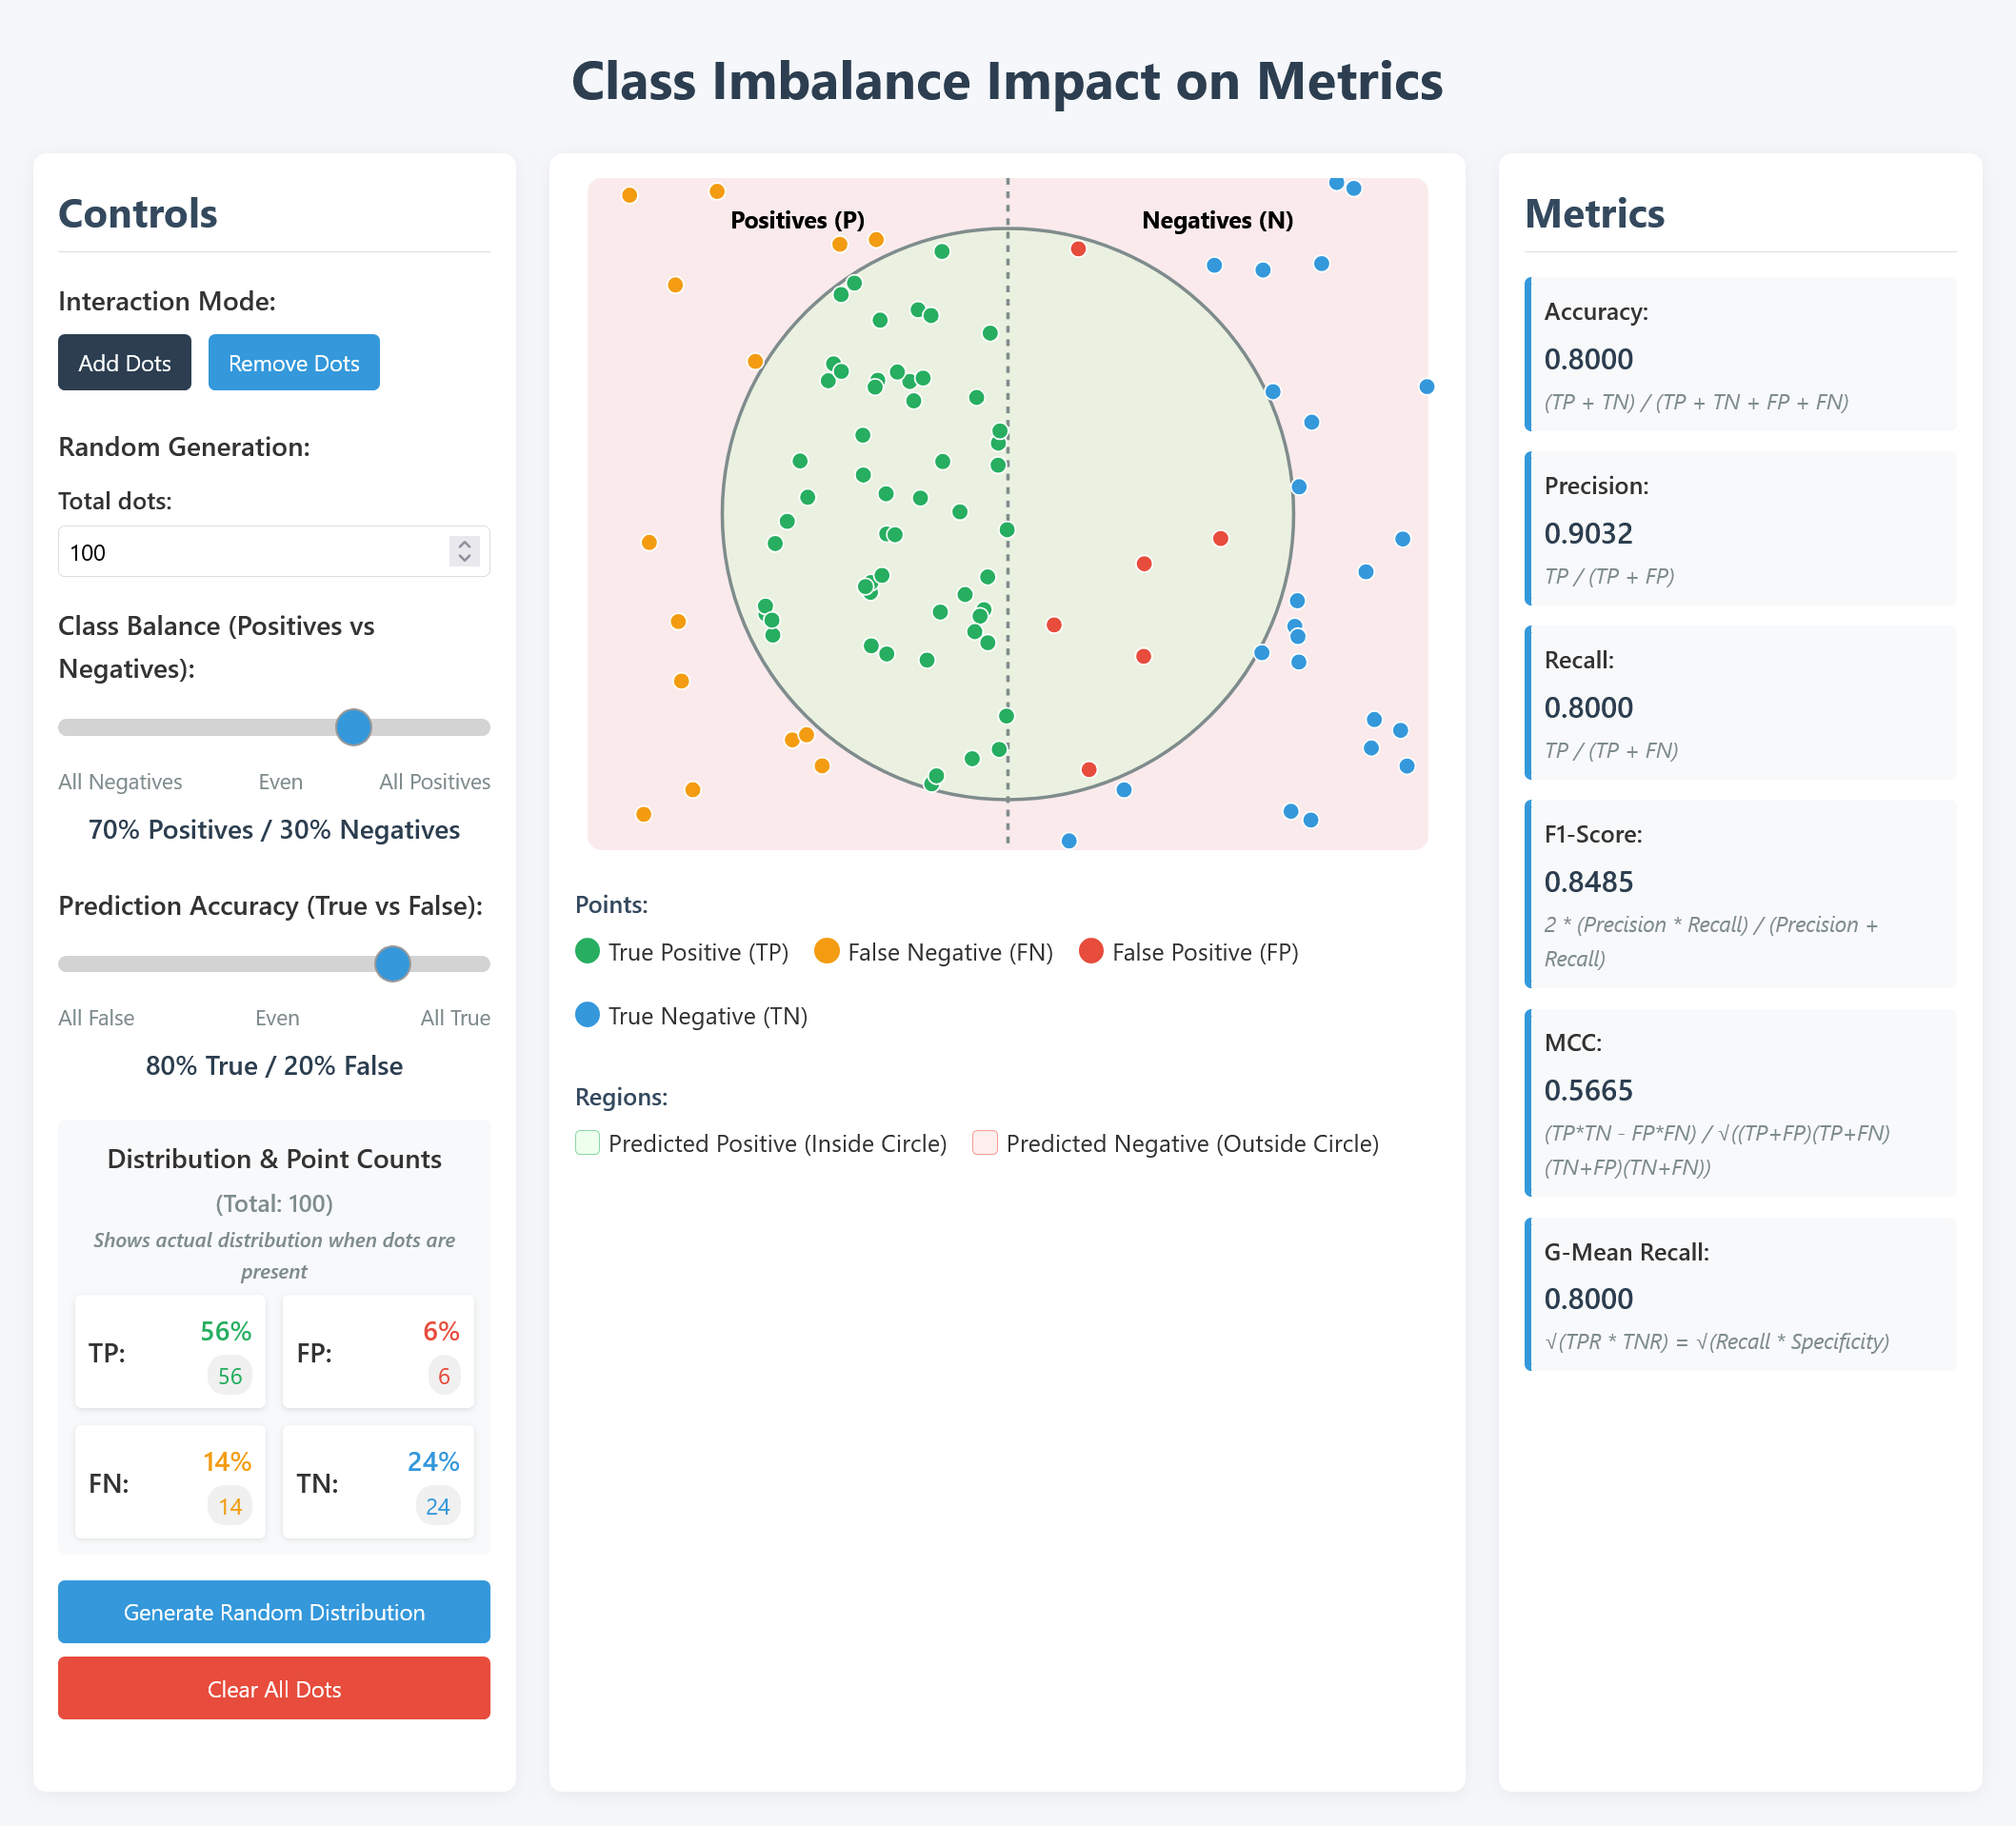 Class Imbalance Impact on Metrics
Controls
Interaction Mode:
Add Dots
Remove Dots
Random Generation:
Total dots:
100
Class Balance (Positives vs
Negatives):
All Negatives
Even
All Positives
70% Positives / 30% Negatives
Prediction Accuracy (True vs False):
All False
Even
All True
80% True / 20% False
Distribution & Point Counts
(Total: 100)
Shows actual distribution when dots are
present
TP:
56%
56
FP:
6%
6
FN:
14%
14
TN:
24%
24
Generate Random Distribution
Clear All Dots
Positives (P)
Negatives (N)
Points:
True Positive (TP)
False Negative (FN)
False Positive (FP)
True Negative (TN)
Regions:
Predicted Positive (Inside Circle)
Predicted Negative (Outside Circle)
Metrics
Accuracy:
0.8000
(TP + TN) / (TP + TN + FP + FN)
Precision:
0.9032
TP / (TP + FP)
Recall:
0.8000
TP / (TP + FN)
F1-Score:
0.8485
2 * (Precision * Recall) / (Precision +
Recall)
MCC:
0.5665
(TP*TN - FP*FN) / √((TP+FP)(TP+FN)
(TN+FP)(TN+FN))
G-Mean Recall:
0.8000
√(TPR * TNR) = √(Recall * Specificity)